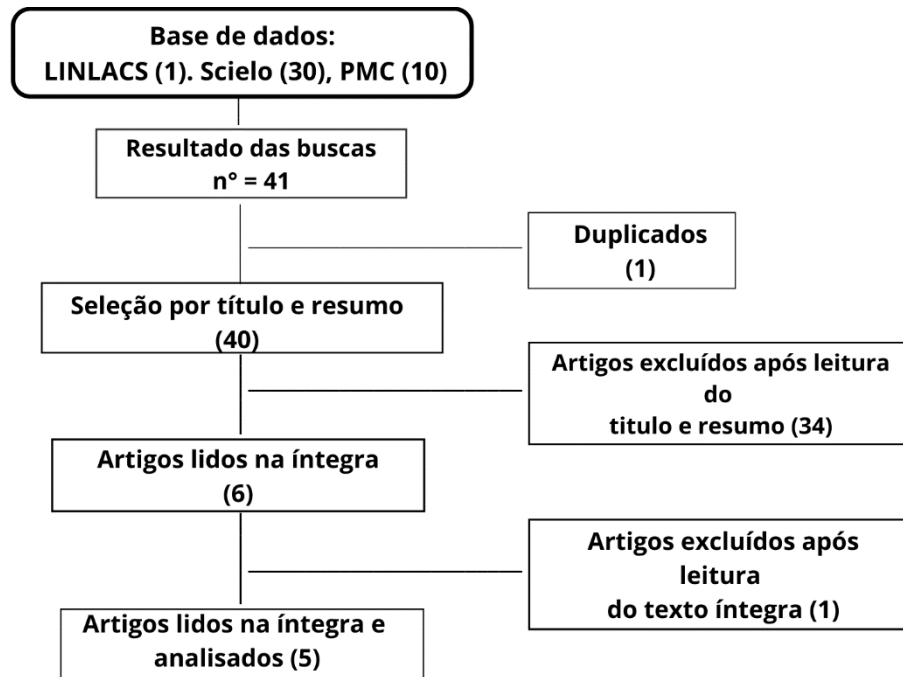 Base de dados:
LINLACS (1). Scielo (30), PMC (10)
Resultado das buscas
n° = 41
Duplicados
(1)
Seleção por título e resumo
(40)
Artigos excluídos após leitura
do
titulo e resumo (34)
Artigos lidos na íntegra
(6)
Artigos excluídos após
leitura
do texto íntegra (1)
Artigos lidos na íntegra e
analisados (5)